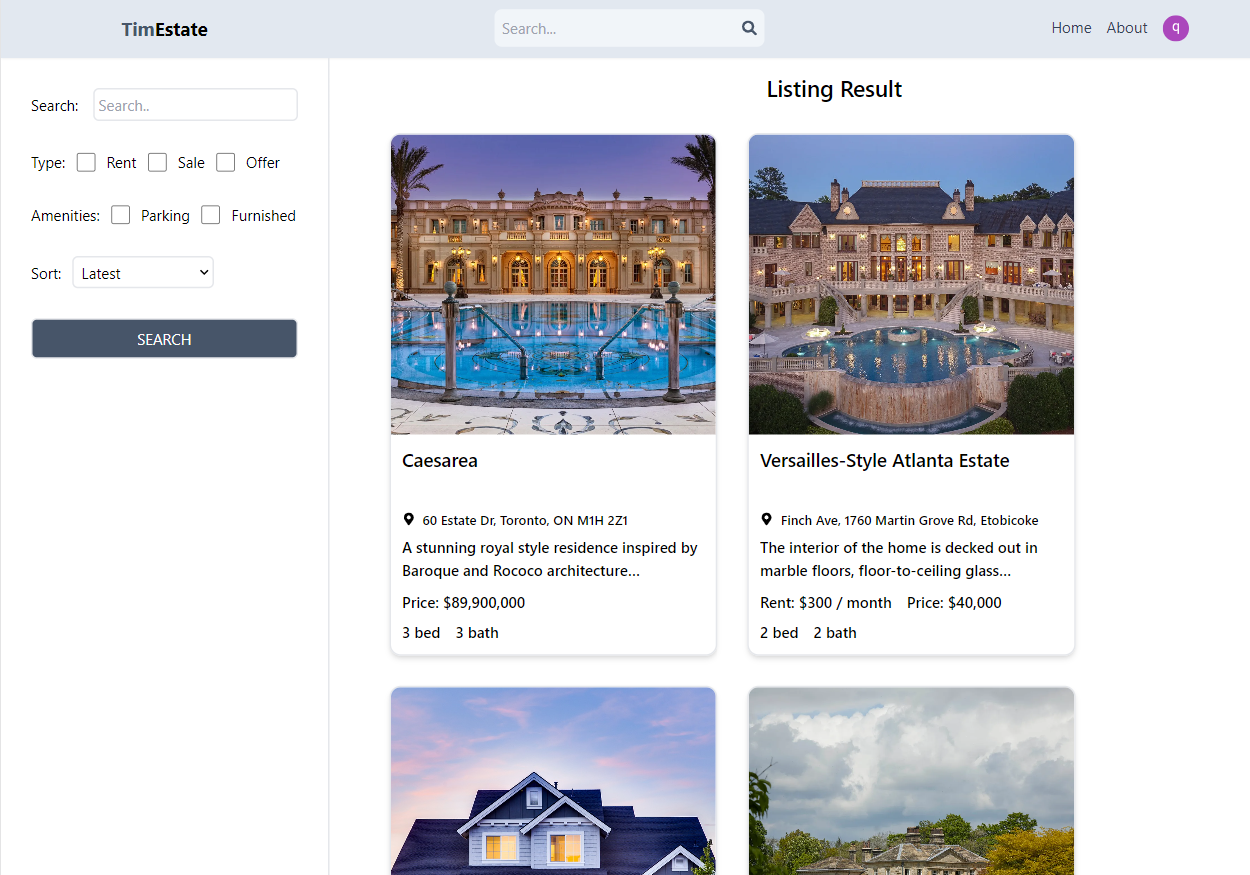 TimEstate
Search...
Home About q
Search: Search..
Type: Rent Sale Offer
Amenities: Parking Furnished
Sort: Latest
SEARCH
Listing Result
Caesarea
60 Estate Dr, Toronto, ON M1H 2Z1
A stunning royal style residence inspired by
Baroque and Rococo architecture...
Price: $89,900,000
3 bed 3 bath
Versailles-Style Atlanta Estate
Finch Ave, 1760 Martin Grove Rd, Etobicoke
The interior of the home is decked out in
marble floors, floor-to-ceiling glass...
Rent: $300 / month Price: $40,000
2 bed 2 bath